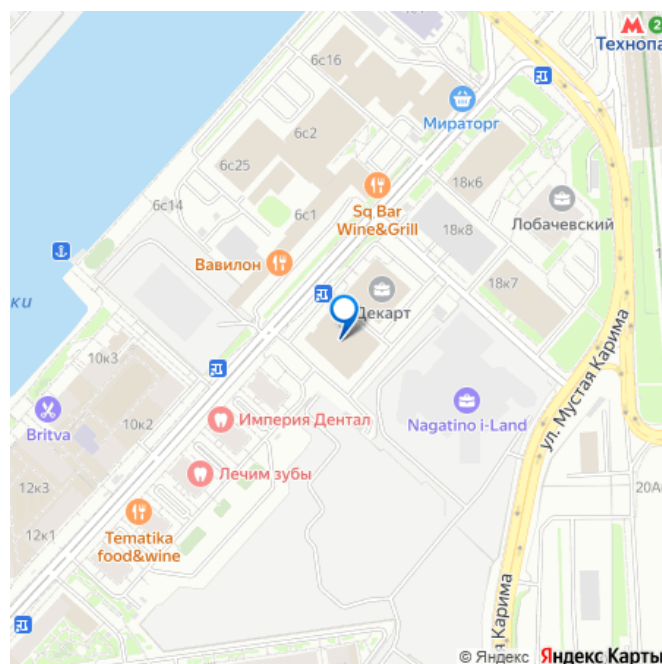 6с16
М 2
Технопа
Мираторг
6с2
6с25
18к6
6с14
6с1
Sq Bar
Wine&Grill
18к8
Лобачевский
Вавилон
18к7
ки
Декарт
ул. Мустая Карима
10к3
10к2
Britva
Империя Дентал
Nagatino i-Land
Лечим зубы
12к3
12к1
20А
Tematika
food&wine
а Карима
© Яндекс Яндекс Карты